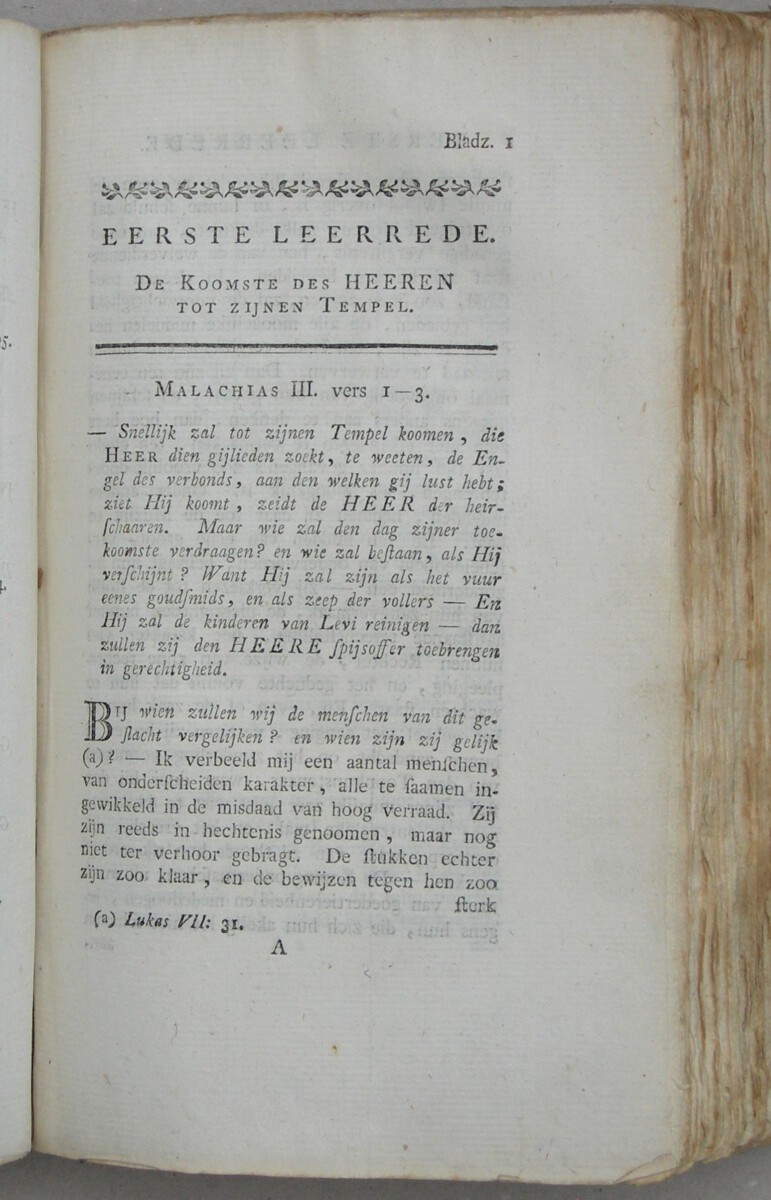 Bladz. 1
EERSTE LEERREDE.
DE KOOMSTE DES HEEREN
TOT ZIJNEN TEMPEL.
MALACHIAS III. vers 1—3.
— Snellijk zal tot zijnen Tempel koomen, die
HEER dien gijlieden zoekt, te weeten, de En-
gel des verbonds, aan den welken gij lust hebt;
ziet Hij koomt, zeidt de HEER der heir-
ſchaaren. Maar wie zal den dag zijner toe-
koomste verdraagen? en wie zal beſtaan, als Hij
verſchijnt? Want Hij zal zijn als het vuur
eenes goudſmids, en als zeep der vollers — En
Hij zal de kinderen van Levi reinigen — dan
zullen zij den HEERE ſpijsoffer toebrengen
in gerechtigheid.
BIJ wien zullen wij de menſchen van dit ge-
ſlacht vergelijken? en wien zijn zij gelijk
(a)? — Ik verbeeld mij een aantal menſchen,
van onderſcheiden karakter, alle te ſaamen in-
gewikkeld in de misdaad van hoog verraad. Zij
zijn reeds in hechtenis genoomen, maar nog
niet ter verhoor gebragt. De ſtukken echter
zijn zoo klaar, en de bewijzen tegen hen zoo
ſterk
(a) Lukas VII: 31.
A
5.